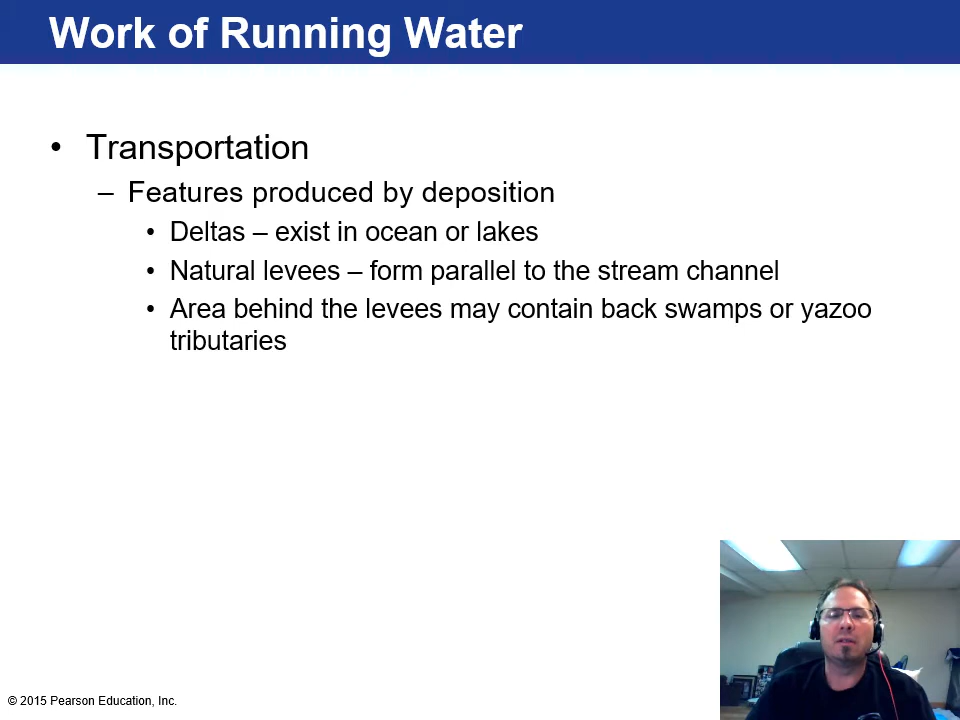 Work of Running Water
• Transportation
– Features produced by deposition
• Deltas – exist in ocean or lakes
• Natural levees – form parallel to the stream channel
• Area behind the levees may contain back swamps or yazoo
tributaries
© 2015 Pearson Education, Inc.